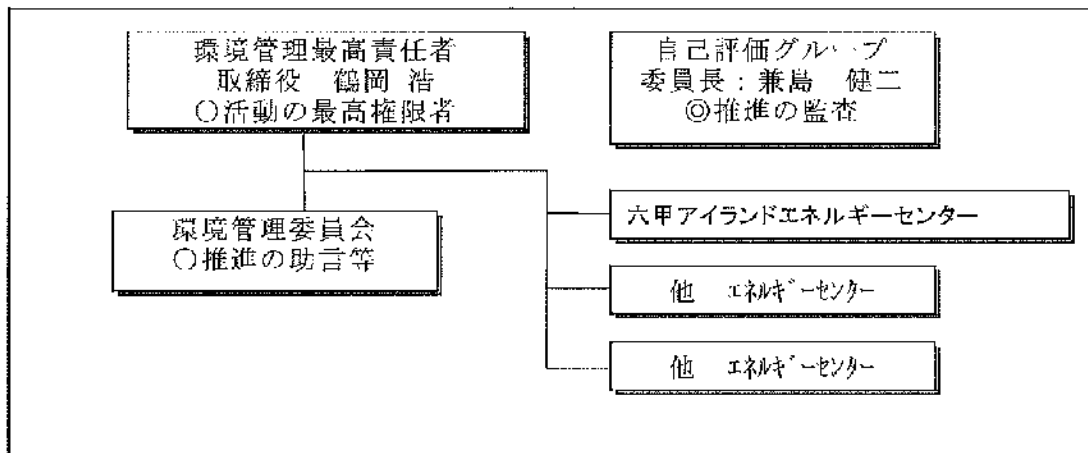 環境管理最高責任者
取締役　鶴岡 浩
○活動の最高権限者
自己評価グループ
委員長：兼島　健二
◎推進の監査
環境管理委員会
○推進の助言等
六甲アイランドエネルギーセンター
他　ｴﾈﾙｷﾞｰｾﾝﾀｰ
他　ｴﾈﾙｷﾞｰｾﾝﾀｰ